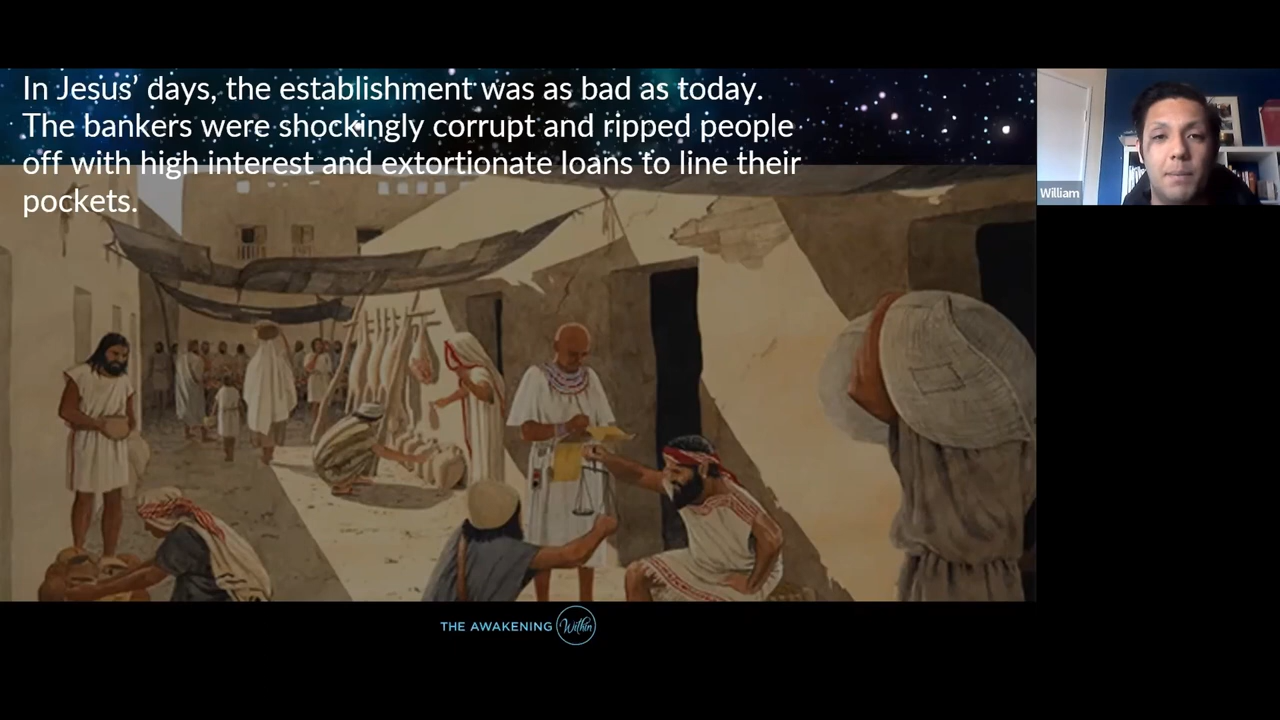 In Jesus’ days, the establishment was as bad as today.
The bankers were shockingly corrupt and ripped people
off with high interest and extortionate loans to line their
pockets.
William
THE AWAKENING Within